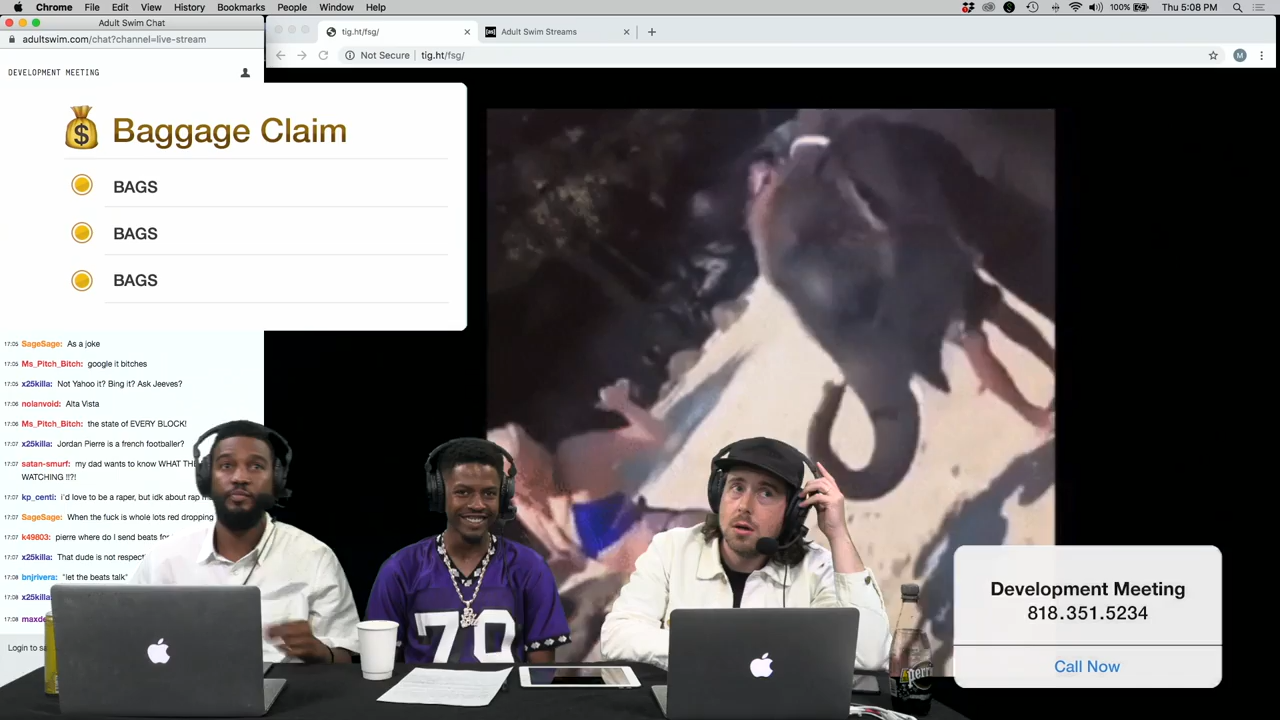 Chrome File Edit View History Bookmarks People Window Help
100% Thu 5:08 PM
Adult Swim Chat
tig.ht/fsg/
Adult Swim Streams
adultswim.com/chat?channel=live-stream
Not Secure tig.ht/fsg/
M
DEVELOPMENT MEETING
$ Baggage Claim
BAGS
BAGS
BAGS
17:05 SageSage: As a joke
17:05 Ms_Pitch_Bitch: google it bitches
17:05 x25killa: Not Yahoo it? Bing it? Ask Jeeves?
17:06 nolanvoid: Alta Vista
17:06 Ms_Pitch_Bitch: the state of EVERY BLOCK!
17:07 x25killa: Jordan Pierre is a french footballer?
17:07 satan-smurf: my dad wants to know WHAT
WATCHING !!?!
17:07 kp_centi: i'd love to be a raper, but idk about rap
17:07 SageSage: When the fuck is whole lots red dropping
17:07 k49803: pierre where do I send beats
17:07 x25killa: That dude is not
17:08 bnjrivera: "let the beats talk"
17:08 x25killa
17:08
Login to
70
Development Meeting
818.351.5234
Call Now